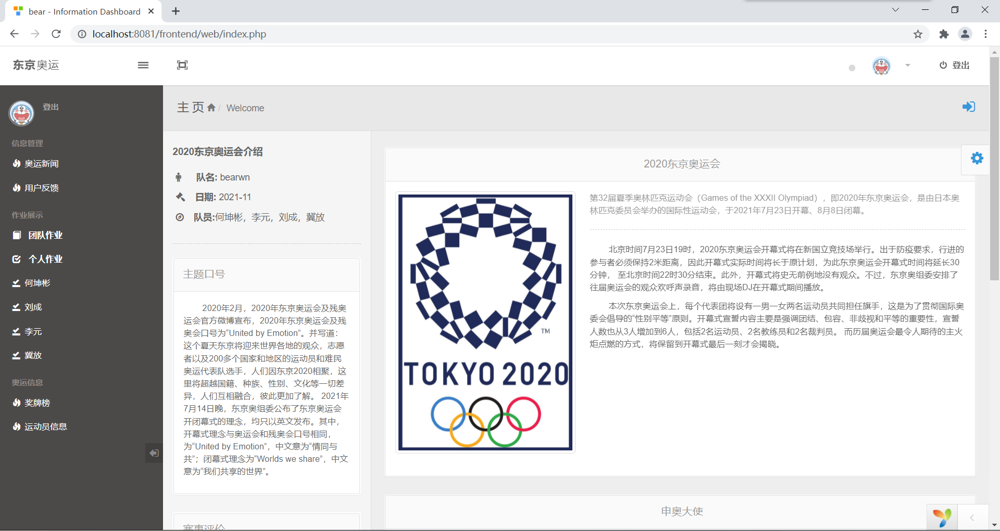 bear - Information Dashboard
localhost:8081/frontend/web/index.php
东京奥运
登出
登出
信息管理
奥运新闻
用户反馈
作业展示
团队作业
个人作业
何坤彬
刘成
李元
冀放
奥运信息
奖牌榜
运动员信息
主 页 / Welcome
2020东京奥运会介绍
队名: bearwn
日期: 2021-11
队员:何坤彬，李元，刘成，冀放
主题口号
2020年2月，2020年东京奥运会及残奥
运会官方微博宣布，2020年东京奥运会及残
奥会口号为“United by Emotion”。并写道：
这个夏天东京将迎来世界各地的观众，志愿
者以及200多个国家和地区的运动员和难民
奥运代表队选手，人们因东京2020相聚，这
里将超越国籍、种族、性别、文化等一切差
异，人们互相融合，彼此更加了解。 2021年
7月14日晚，东京奥组委公布了东京奥运会
开闭幕式的理念，均只以英文发布。其中，
开幕式理念与奥运会和残奥会口号相同，
为“United by Emotion”，中文意为“情同与
共”；闭幕式理念为“Worlds we share”，中文
意为“我们共享的世界”。
赛事评价
2020东京奥运会
TM
TOKYO 2020
第32届夏季奥林匹克运动会（Games of the XXXII Olympiad），即2020年东京奥运会，是由日本奥
林匹克委员会举办的国际性运动会，于2021年7月23日开幕、8月8日闭幕。
北京时间7月23日19时，2020东京奥运会开幕式将在新国立竞技场举行。出于防疫要求，行进的
参与者必须保持2米距离，因此开幕式实际时间将长于原计划，为此东京奥运会开幕式时间将延长30
分钟， 至北京时间22时30分结束。此外，开幕式将史无前例地没有观众。不过，东京奥组委安排了
往届奥运会的观众欢呼声录音，将由现场DJ在开幕式期间播放。
本次东京奥运会上，每个代表团将设有一男一女两名运动员共同担任旗手，这是为了贯彻国际奥
委会倡导的“性别平等”原则。开幕式宣誓内容主要是强调团结、包容、非歧视和平等的重要性，宣誓
人数也从3人增加到6人，包括2名运动员、2名教练员和2名裁判员。 而历届奥运会最令人期待的主火
炬点燃的方式，将保留到开幕式最后一刻才会揭晓。
申奥大使